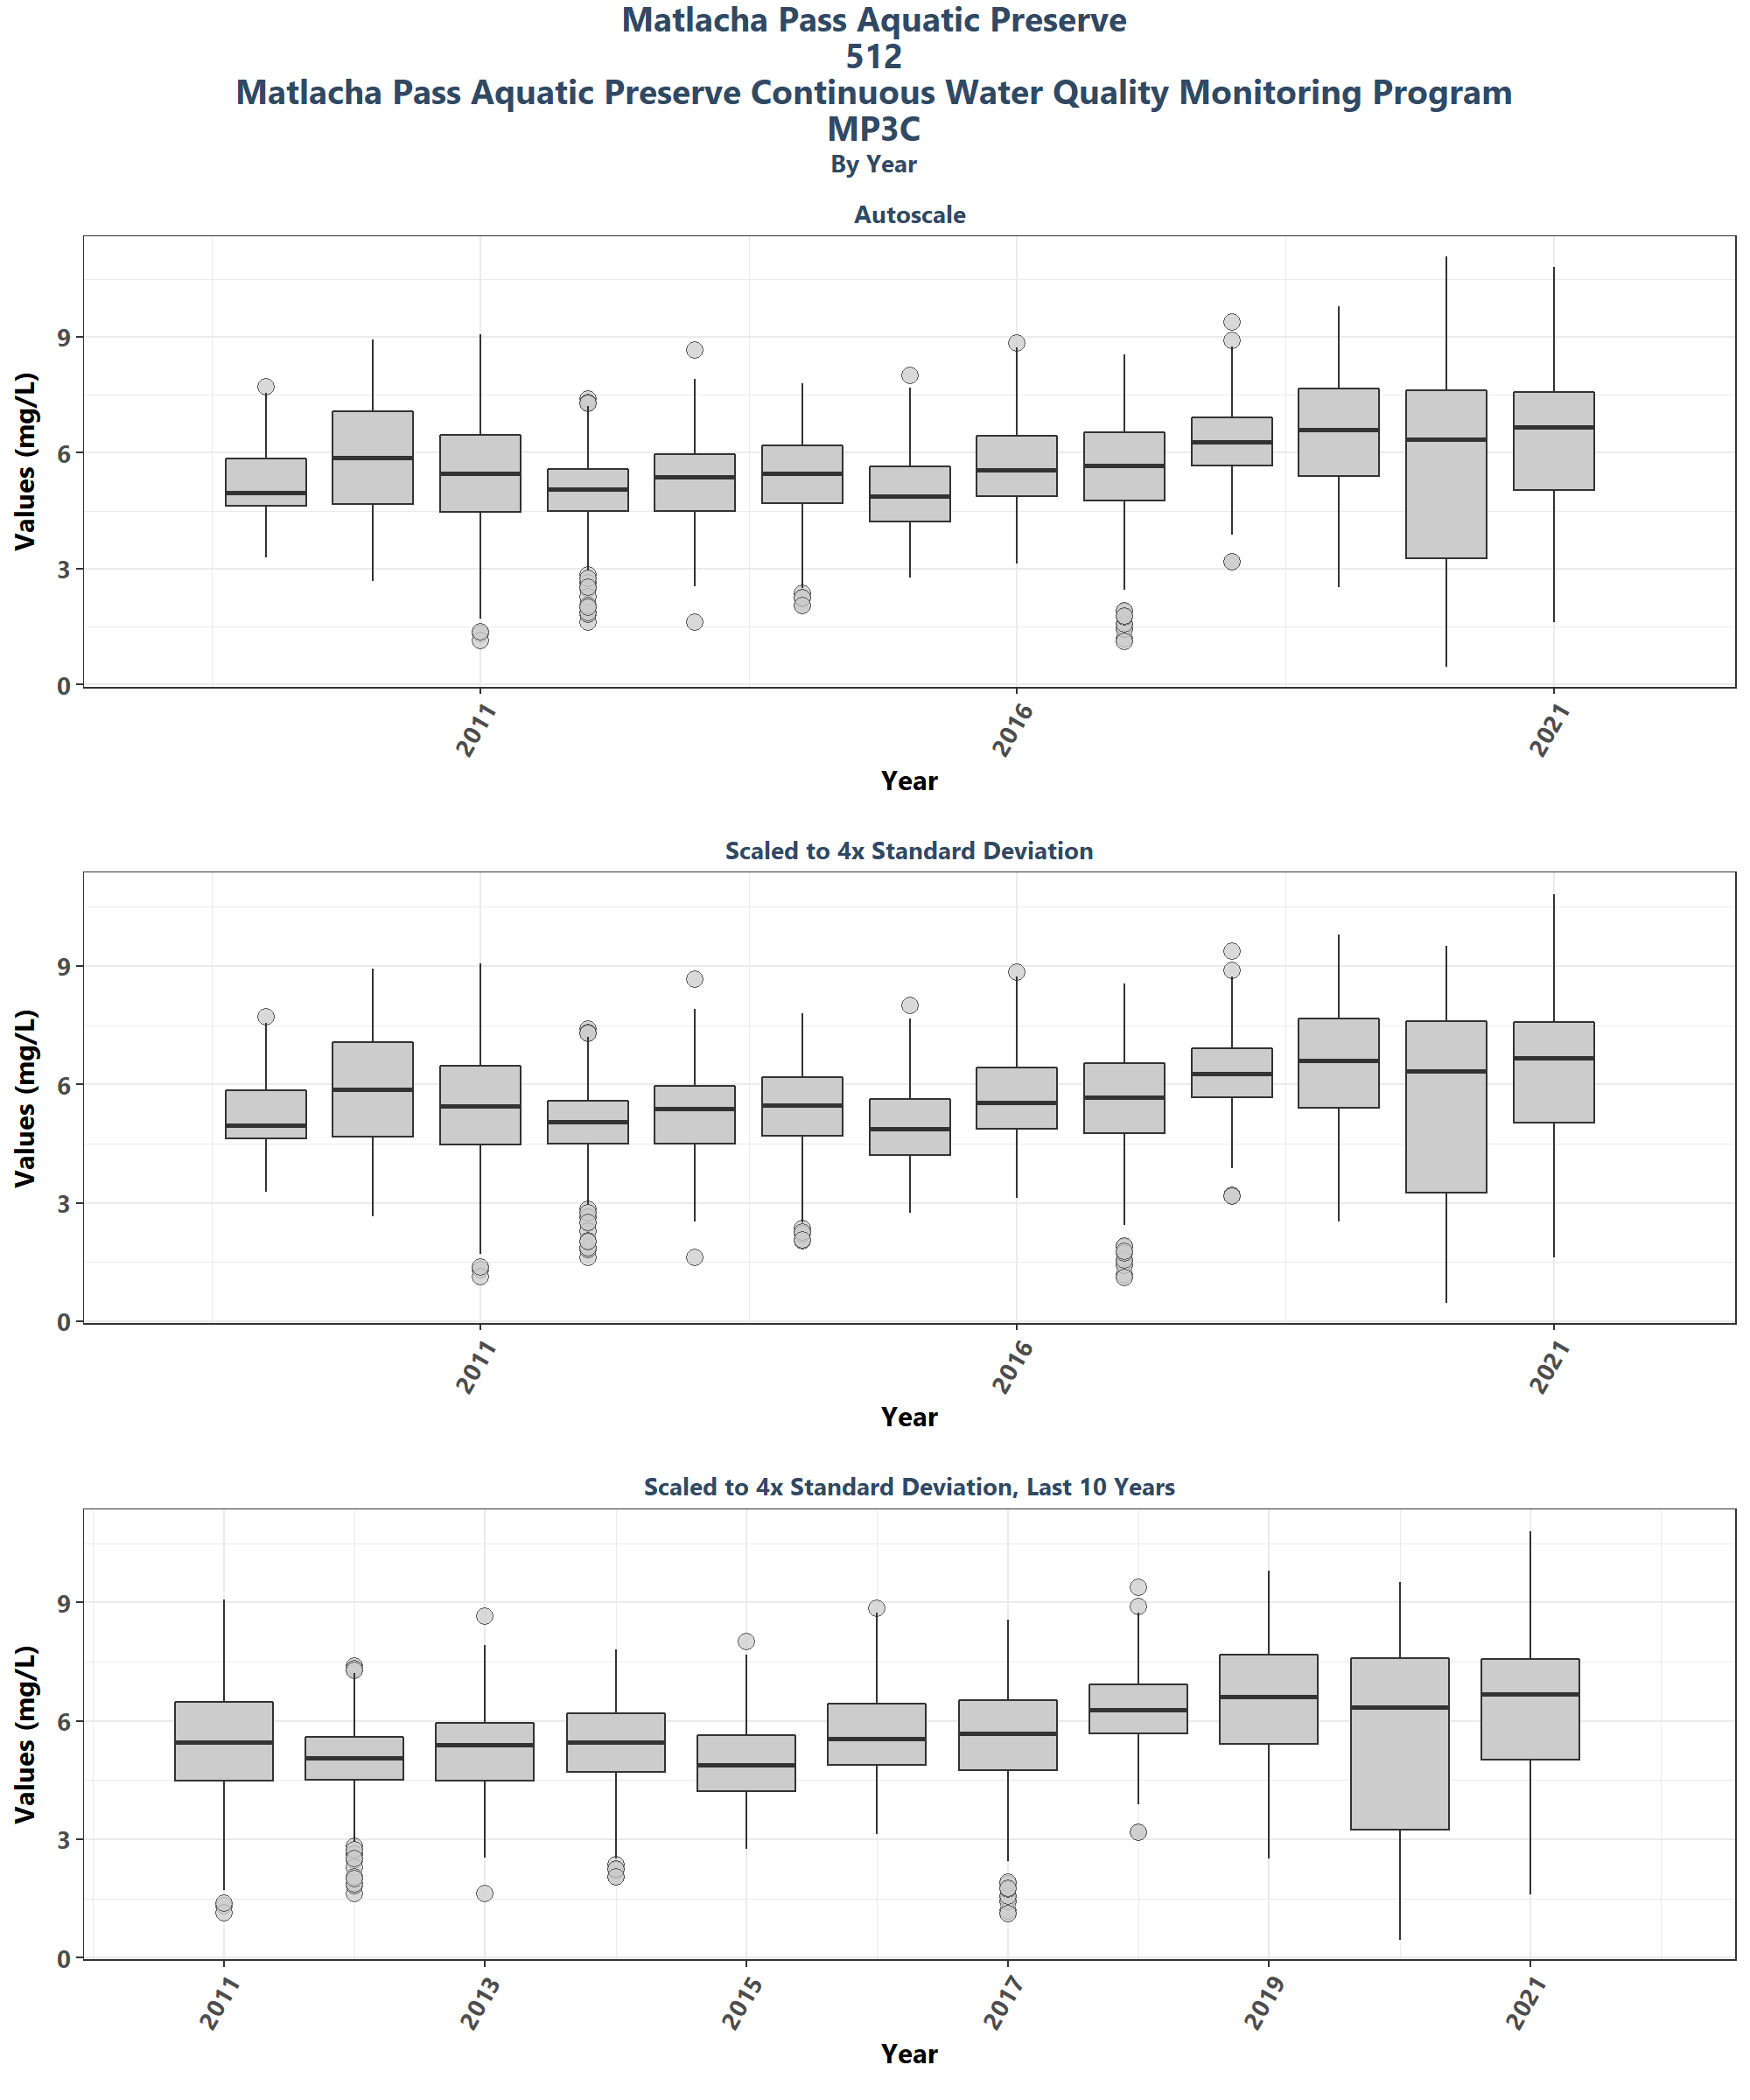 Matlacha Pass Aquatic Preserve
512
Matlacha Pass Aquatic Preserve Continuous Water Quality Monitoring Program
MP3C
By Year
Autoscale
Values (mg/L)
9
6
3
0
2011 2016 2021
Year
Scaled to 4x Standard Deviation
Values (mg/L)
9
6
3
0
2011 2016 2021
Year
Scaled to 4x Standard Deviation, Last 10 Years
Values (mg/L)
9
6
3
0
2011 2013 2015 2017 2019 2021
Year